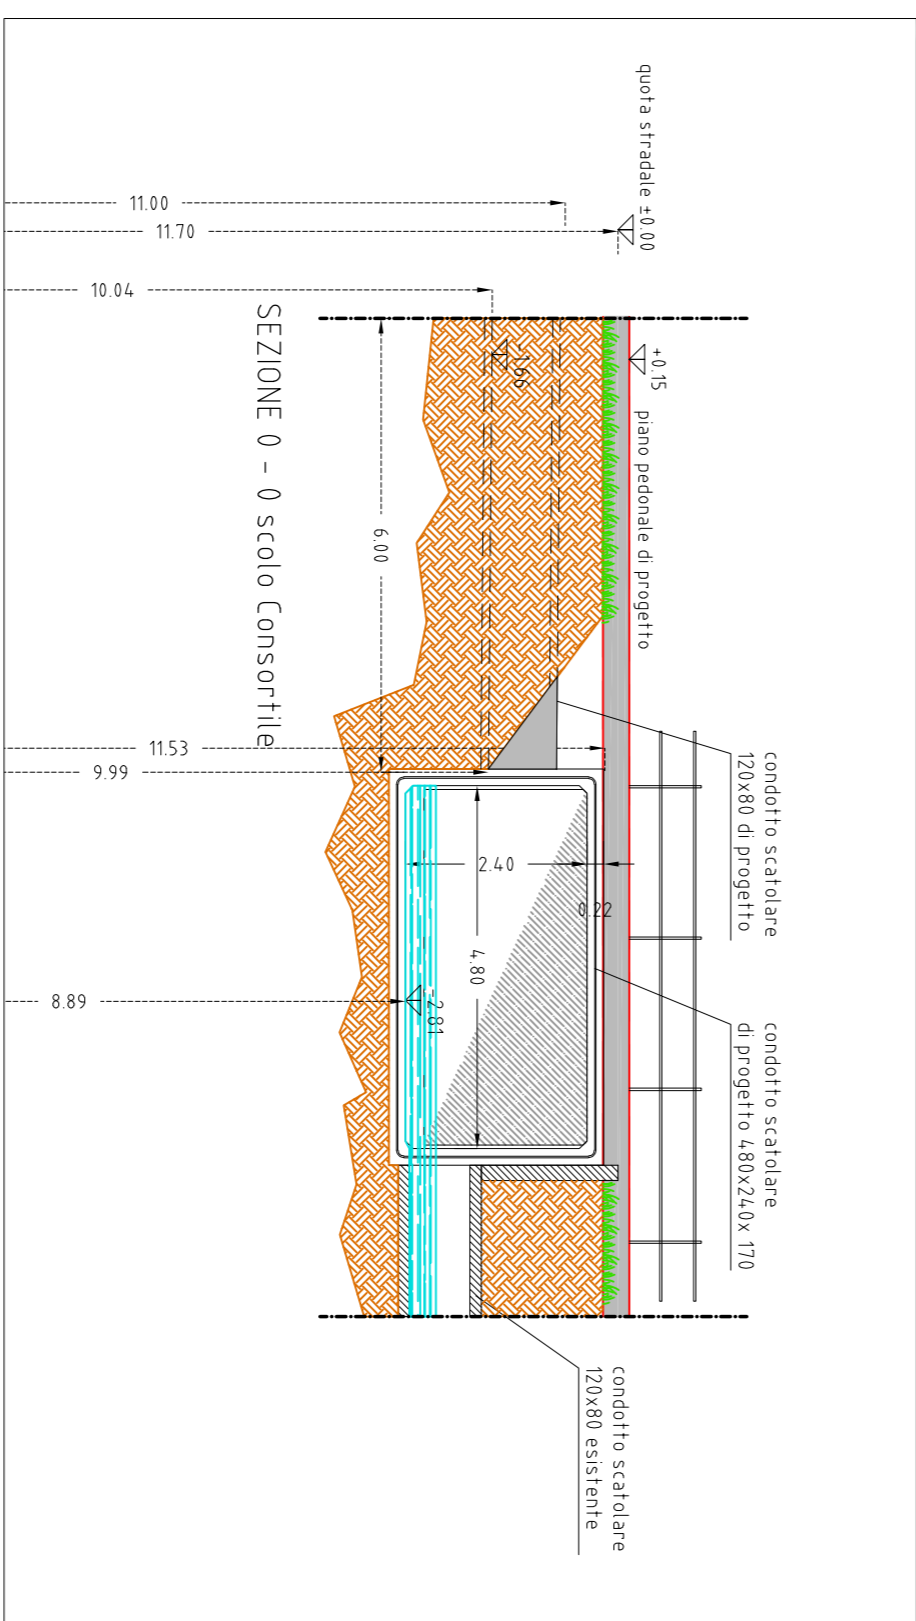 quota stradale ±0.00
+0.15
piano pedonale di progetto
condotto scatolare
120x80 di progetto
condotto scatolare
di progetto 480x240x 170
condotto scatolare
120x80 esistente
11.00
11.70
10.04
-1.66
6.00
11.53
9.99
2.40
0.22
4.80
-2.81
8.89
SEZIONE 0 - 0 scolo Consortile